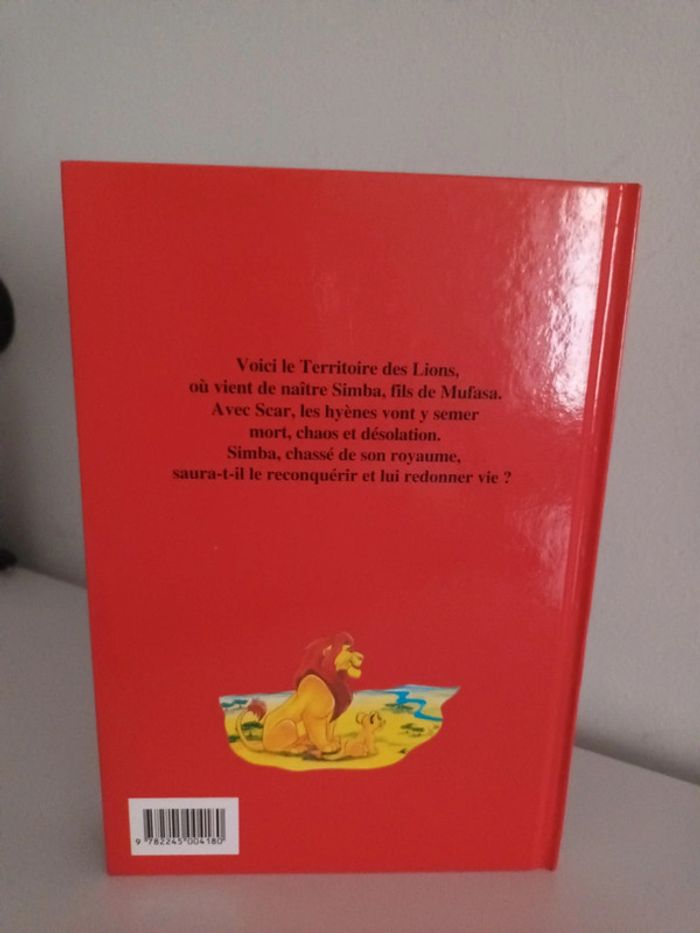 Voici le Territoire des Lions,
où vient de naître Simba, fils de Mufasa.
Avec Scar, les hyènes vont y semer
mort, chaos et désolation.
Simba, chassé de son royaume,
saura-t-il le reconquérir et lui redonner vie ?
9 782245 004180